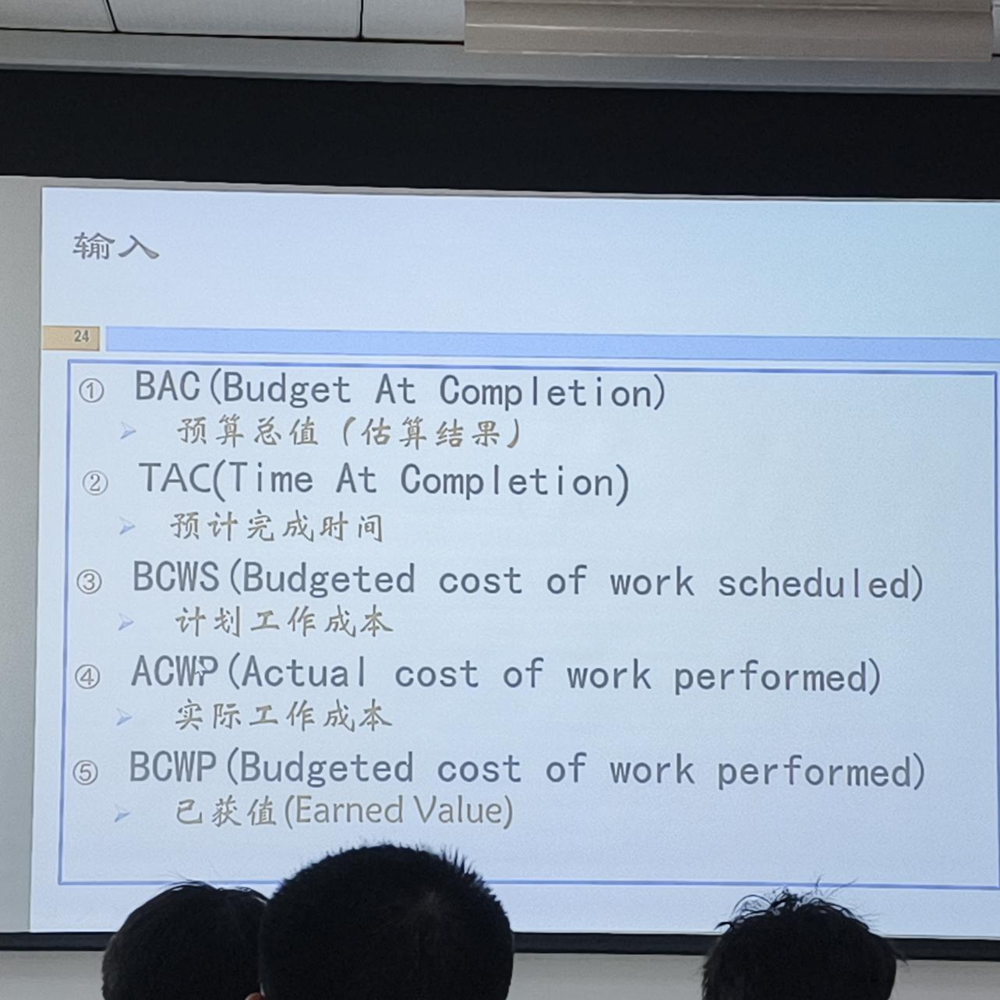 输入
24
① BAC(Budget At Completion)
➢ 预算总值（估算结果）
② TAC(Time At Completion)
➢ 预计完成时间
③ BCWS(Budgeted cost of work scheduled)
➢ 计划工作成本
④ ACWP(Actual cost of work performed)
➢ 实际工作成本
⑤ BCWP(Budgeted cost of work performed)
➢ 已获值(Earned Value)